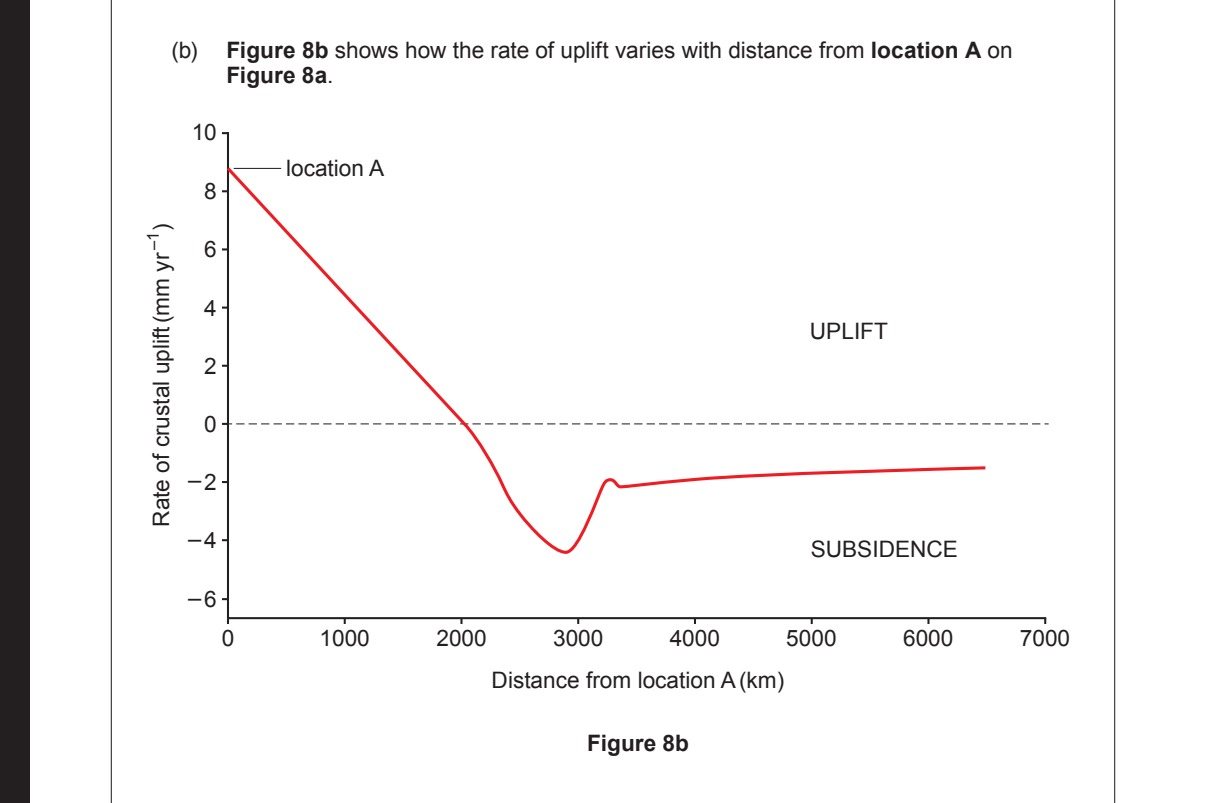 (b) Figure 8b shows how the rate of uplift varies with distance from location A on
Figure 8a.
10
location A
8
6
4
UPLIFT
2
0
−2
−4
SUBSIDENCE
−6
Rate of crustal uplift (mm yr⁻¹)
0 1000 2000 3000 4000 5000 6000 7000
Distance from location A (km)
Figure 8b